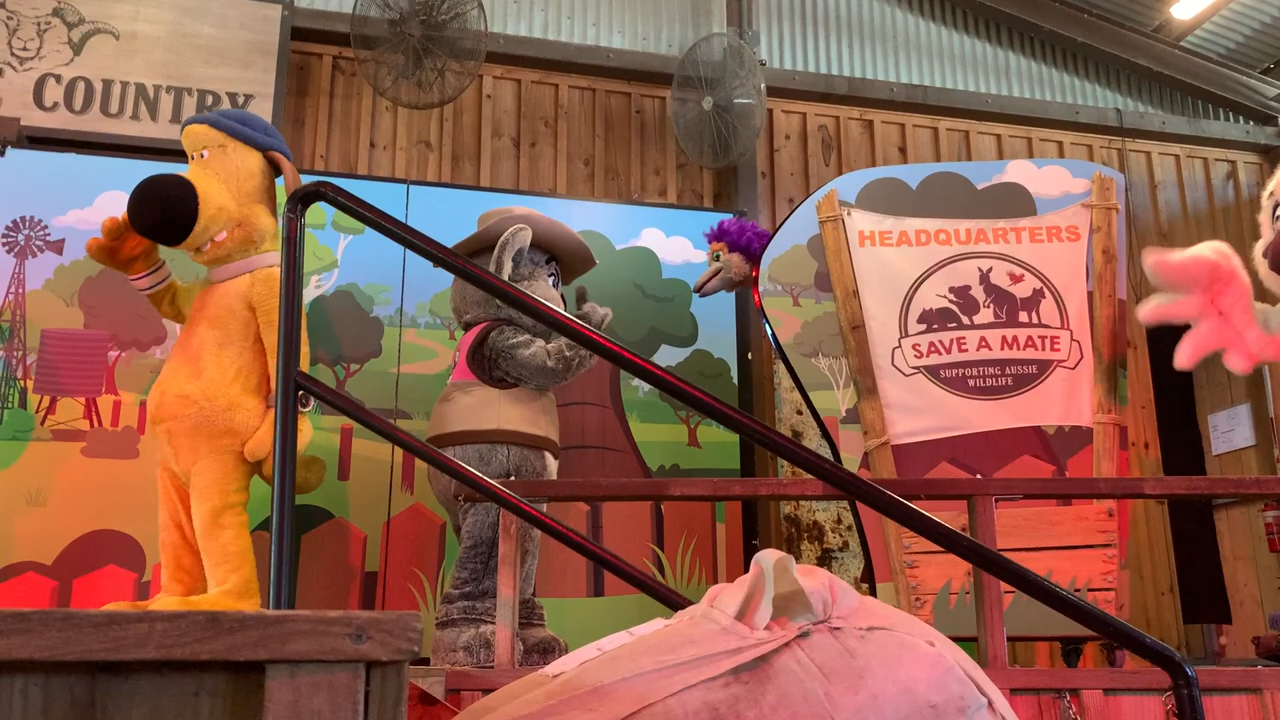 COUNTRY
HEADQUARTERS
SAVE A MATE
SUPPORTING AUSSIE
WILDLIFE